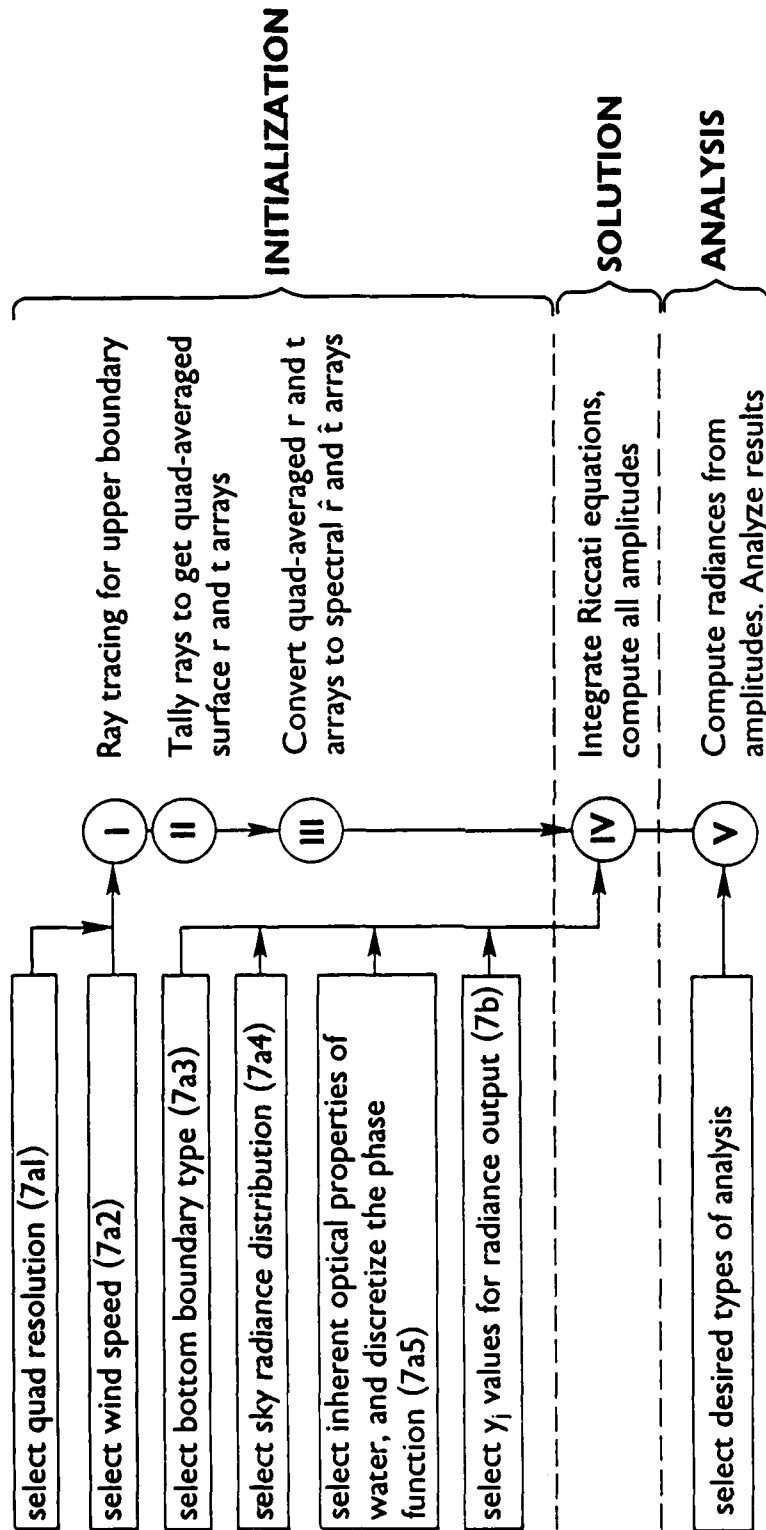 select quad resolution (7a1)
select wind speed (7a2)
select bottom boundary type (7a3)
select sky radiance distribution (7a4)
select inherent optical properties of
water, and discretize the phase
function (7a5)
select yj values for radiance output (7b)
select desired types of analysis
I
II
III
IV
V
Ray tracing for upper boundary
Tally rays to get quad-averaged
surface r and t arrays
Convert quad-averaged r and t
arrays to spectral r̂ and t̂ arrays
Integrate Riccati equations,
compute all amplitudes
Compute radiances from
amplitudes. Analyze results
INITIALIZATION
SOLUTION
ANALYSIS